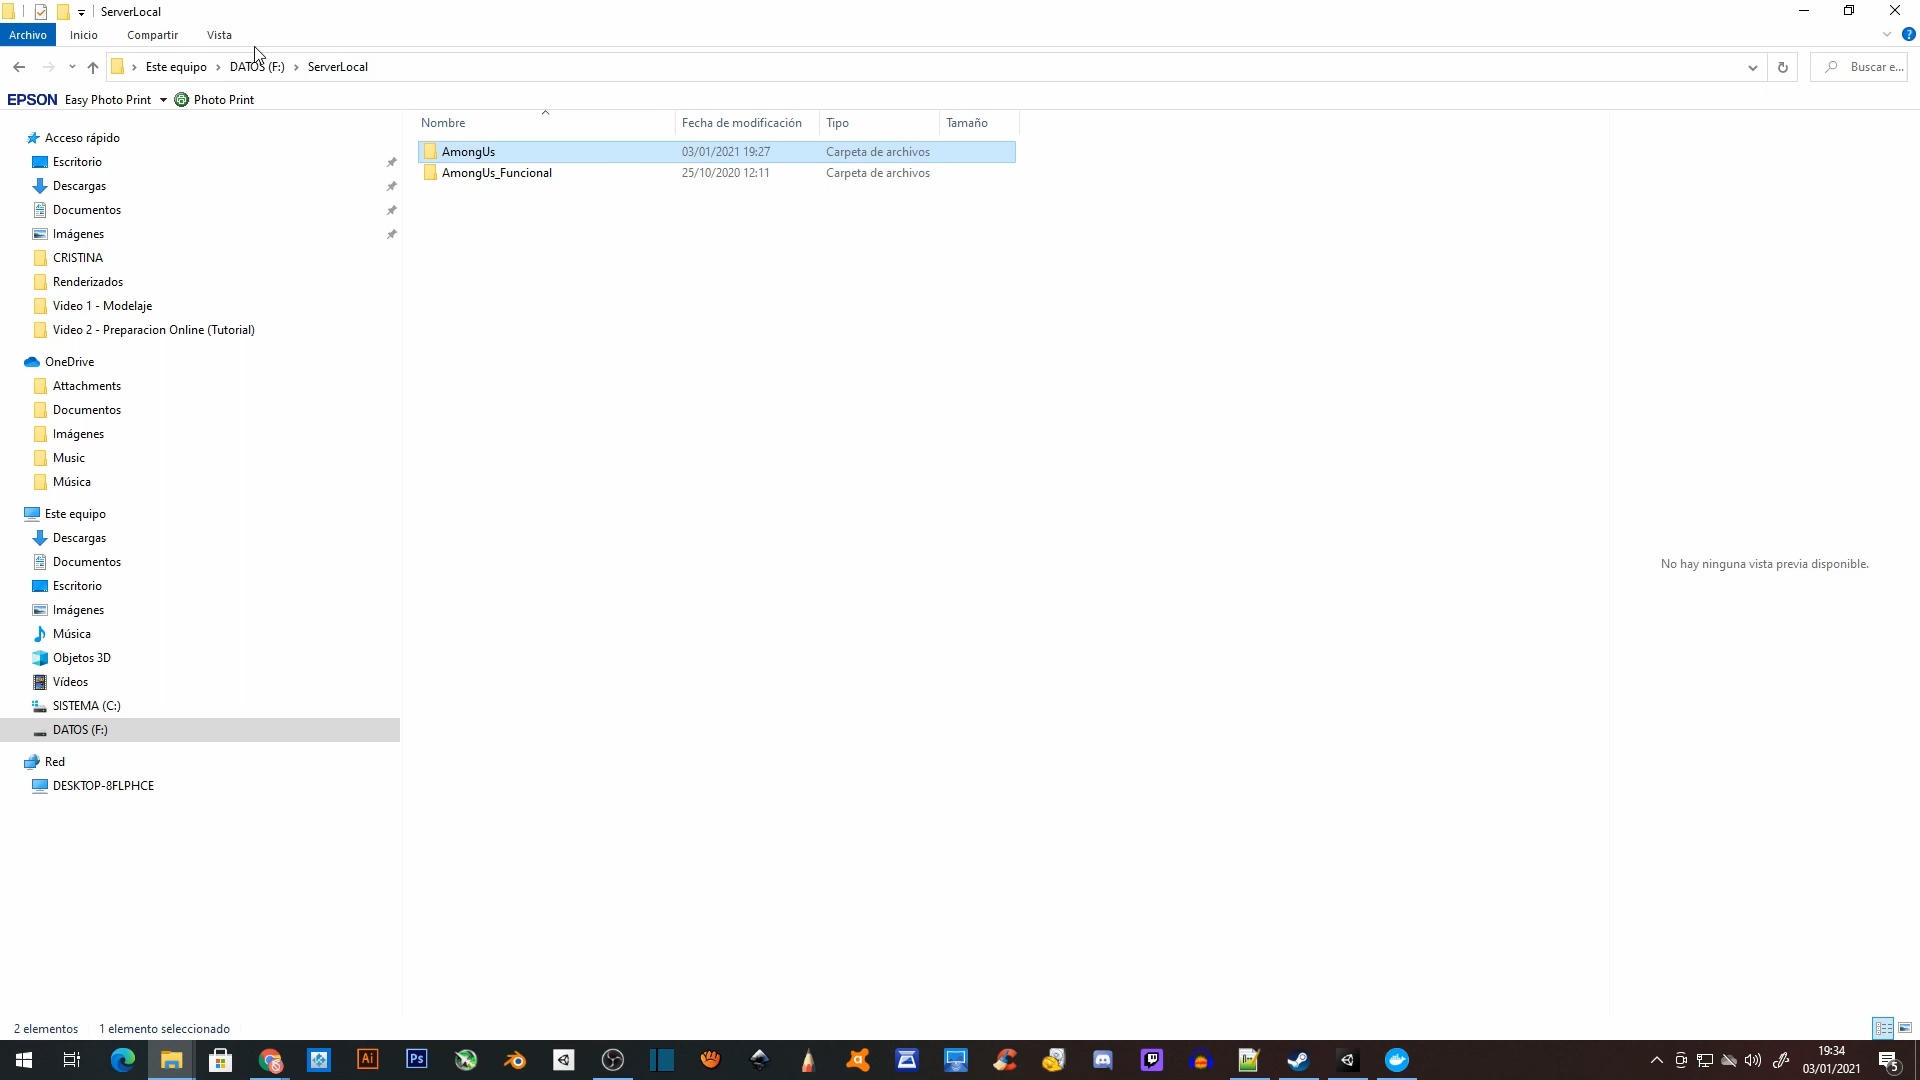 ServerLocal
Archivo Inicio Compartir Vista
Este equipo > DATOS (F:) > ServerLocal
Buscar e...
EPSON Easy Photo Print Photo Print
Nombre Fecha de modificación Tipo Tamaño
AmongUs 03/01/2021 19:27 Carpeta de archivos
AmongUs_Funcional 25/10/2020 12:11 Carpeta de archivos
Acceso rápido
Escritorio
Descargas
Documentos
Imágenes
CRISTINA
Renderizados
Video 1 - Modelaje
Video 2 - Preparacion Online (Tutorial)
OneDrive
Attachments
Documentos
Imágenes
Music
Música
Este equipo
Descargas
Documentos
Escritorio
Imágenes
Música
Objetos 3D
Vídeos
SISTEMA (C:)
DATOS (F:)
Red
DESKTOP-8FLPHCE
No hay ninguna vista previa disponible.
2 elementos 1 elemento seleccionado
Ai Ps
19:34
03/01/2021
5